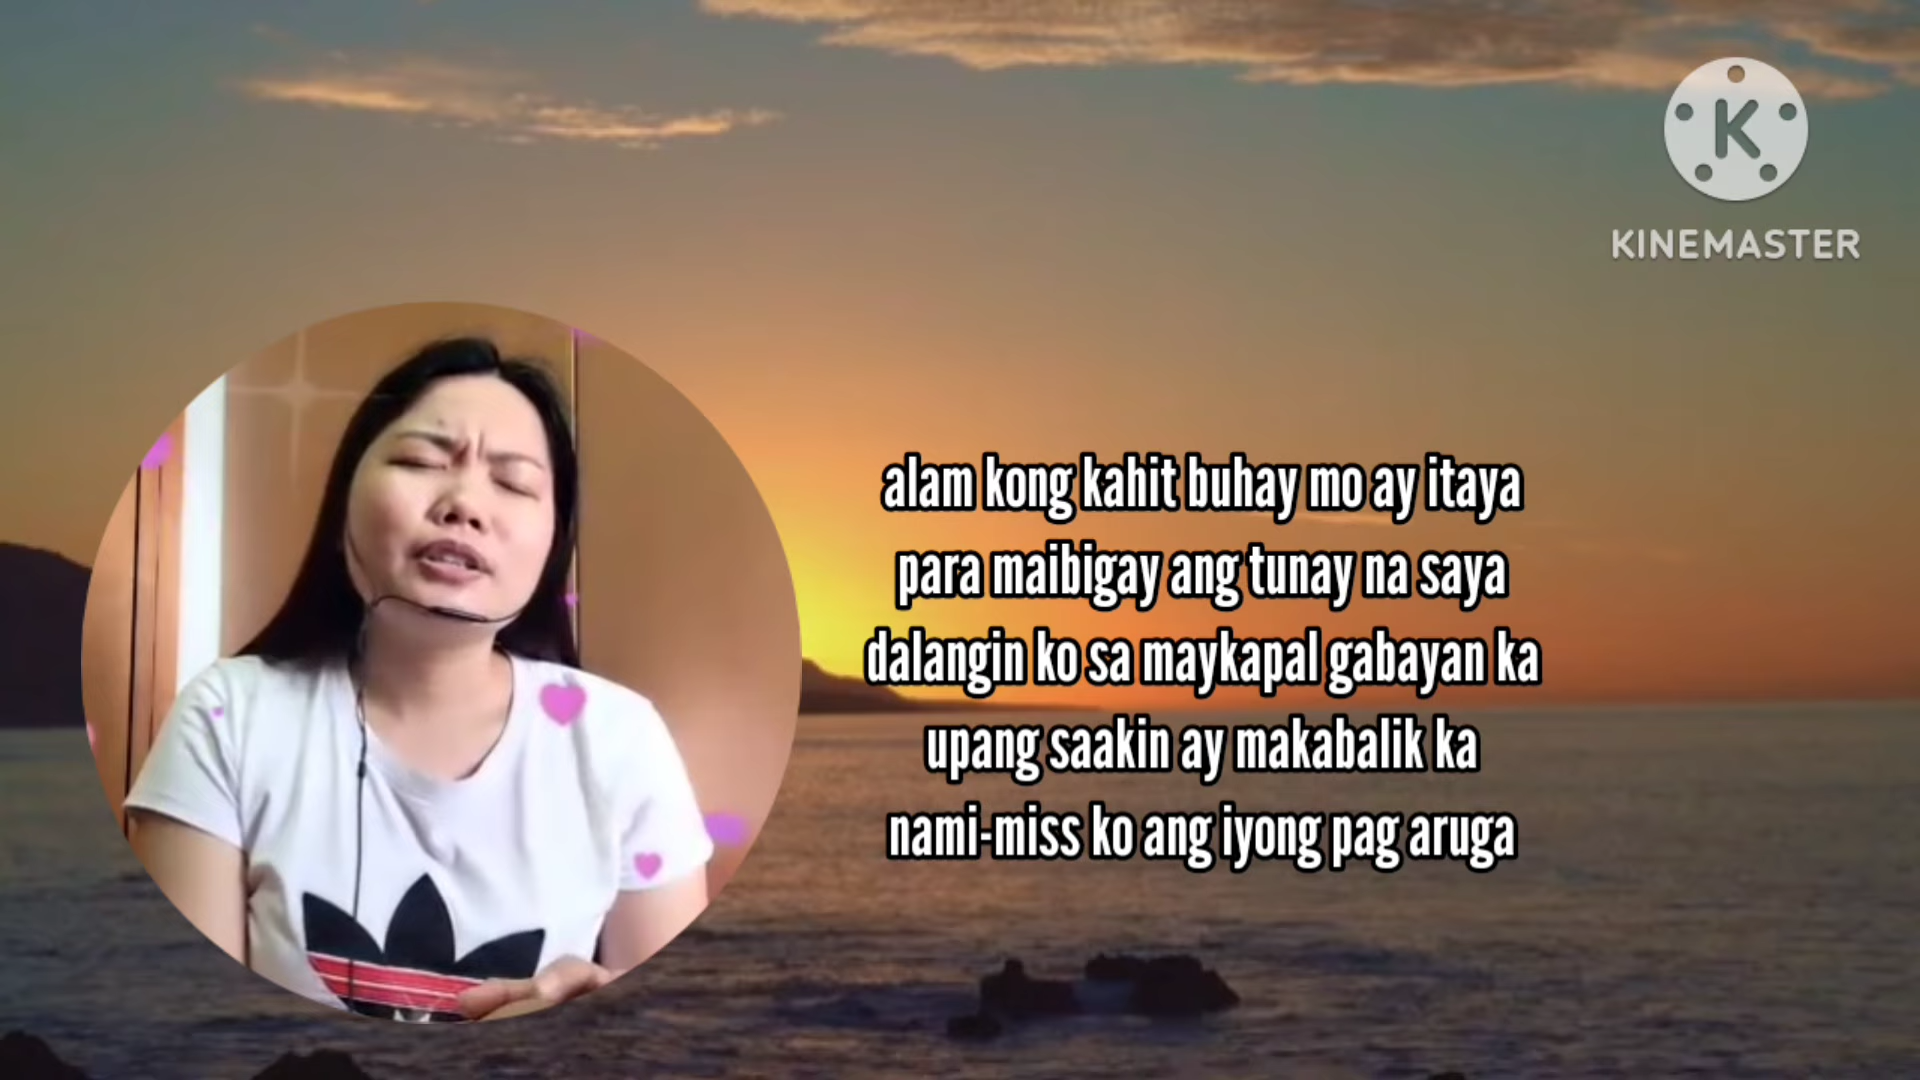 K
KINEMASTER
alam kong kahit buhay mo ay itaya
para maibigay ang tunay na saya
dalangin ko sa maykapal gabayan ka
upang saakin ay makabalik ka
nami-miss ko ang iyong pag aruga